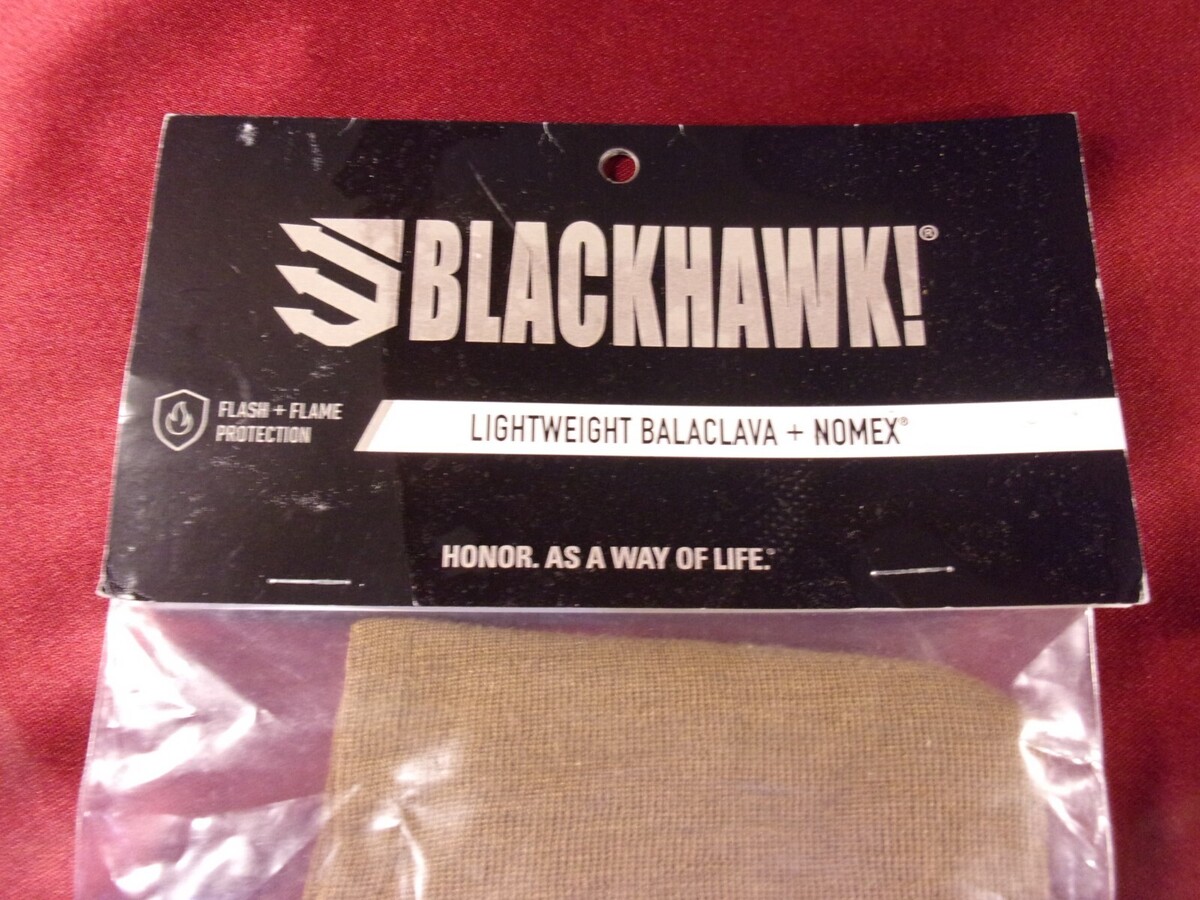 BLACKHAWK!®
FLASH + FLAME
PROTECTION
LIGHTWEIGHT BALACLAVA + NOMEX®
HONOR. AS A WAY OF LIFE.®